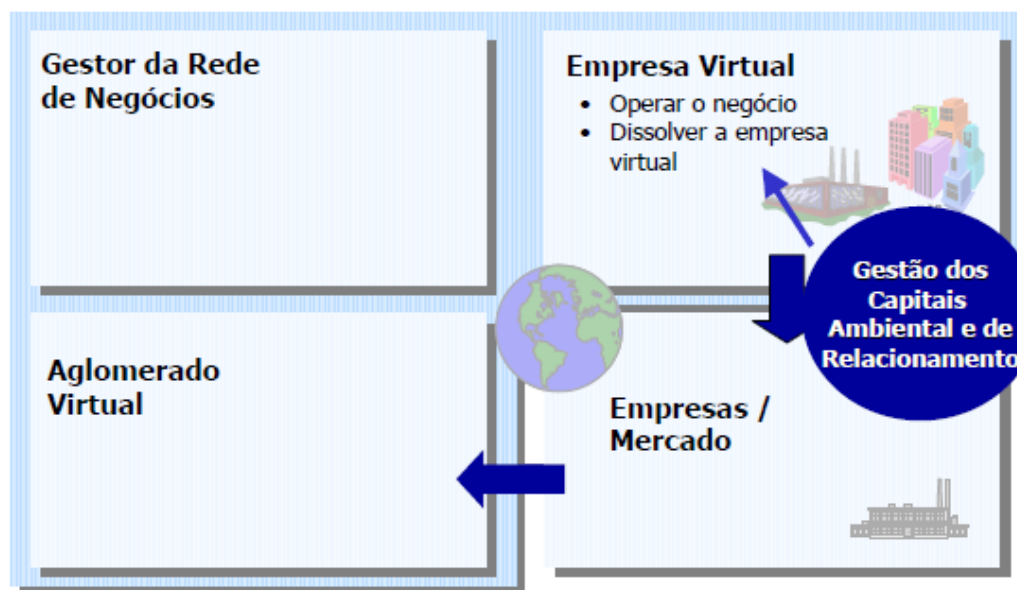 Gestor da Rede
de Negócios
Empresa Virtual
• Operar o negócio
• Dissolver a empresa
virtual
Gestão dos
Capitais
Ambiental e de
Relacionamento
Aglomerado
Virtual
Empresas /
Mercado